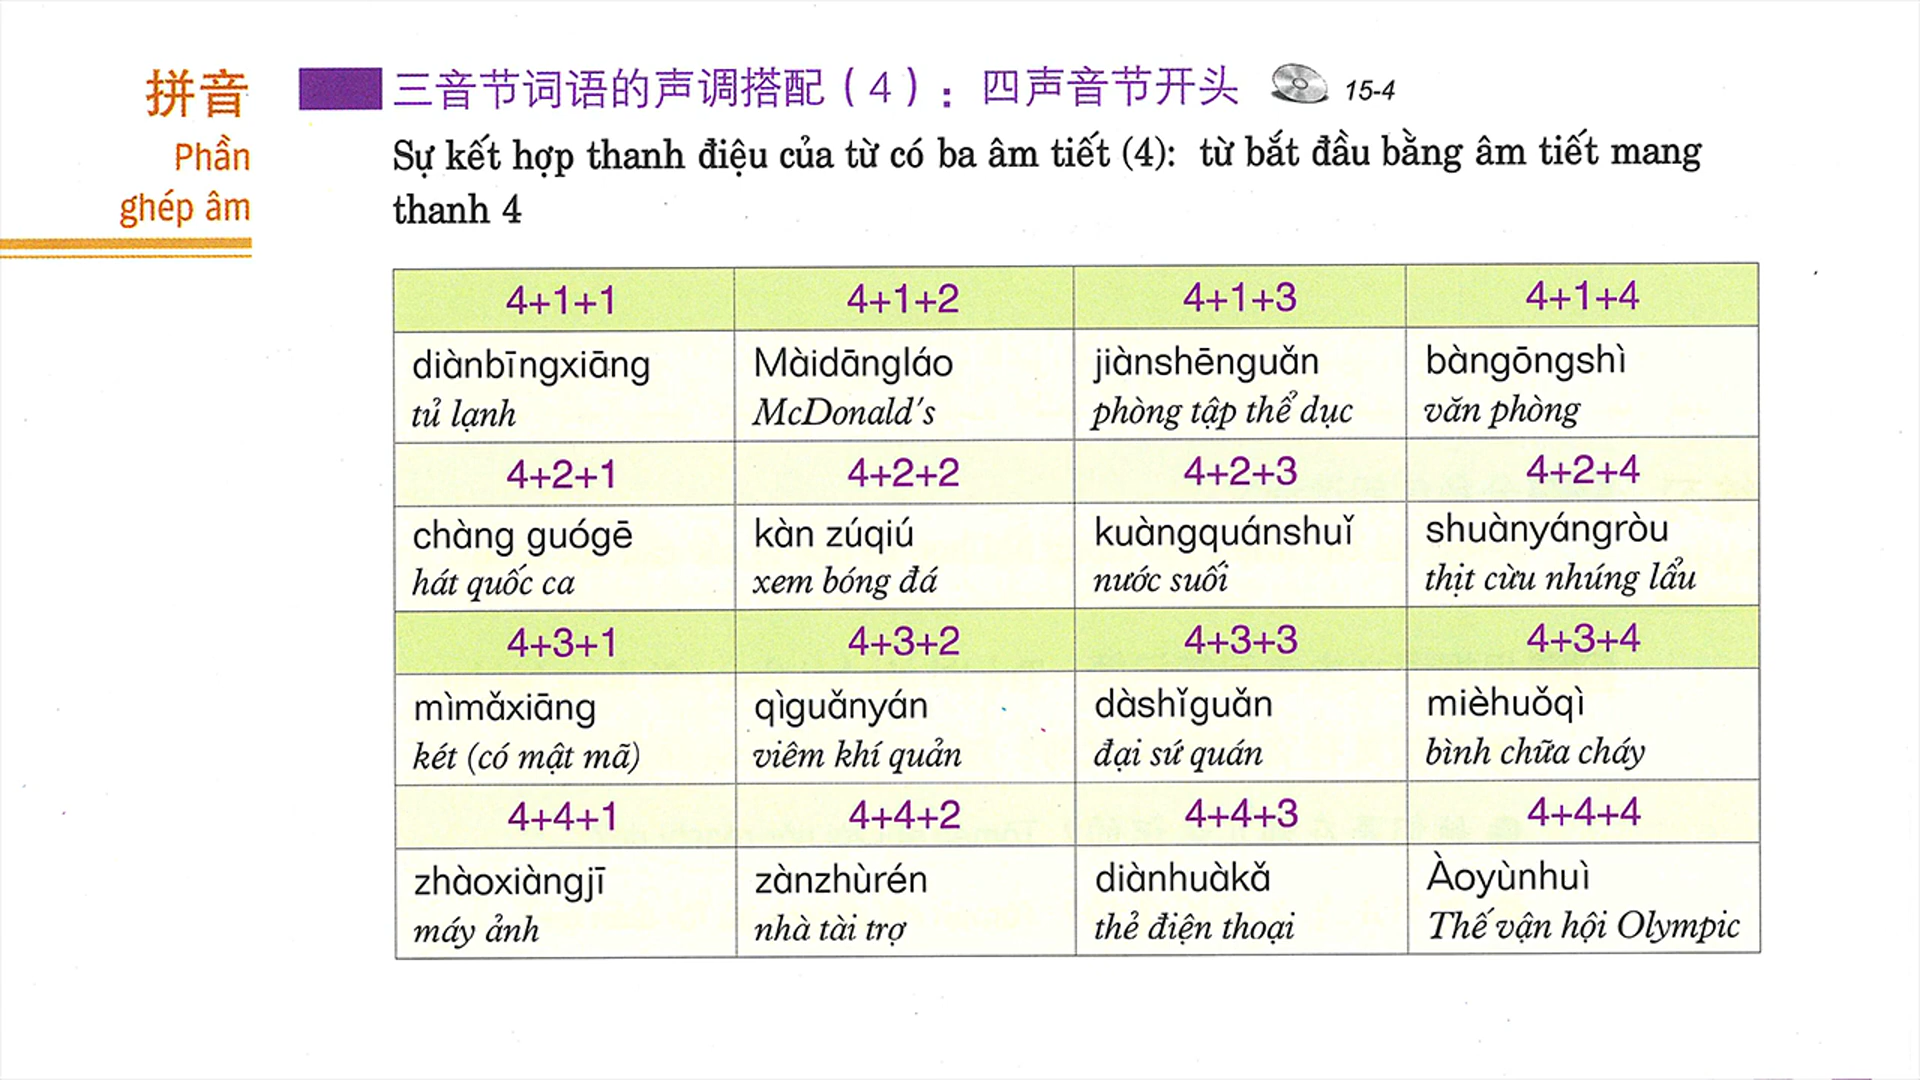 拼音
Phần
ghép âm
三音节词语的声调搭配（4）：四声音节开头 15-4
Sự kết hợp thanh điệu của từ có ba âm tiết (4): từ bắt đầu bằng âm tiết mang
thanh 4
4+1+1 4+1+2 4+1+3 4+1+4
diànbīngxiāng Màidāngláo jiànshēnguǎn bàngōngshì
tủ lạnh McDonald's phòng tập thể dục văn phòng
4+2+1 4+2+2 4+2+3 4+2+4
chàng guógē kàn zúqiú kuàngquánshuǐ shuànyángròu
hát quốc ca xem bóng đá nước suối thịt cừu nhúng lẩu
4+3+1 4+3+2 4+3+3 4+3+4
mìmǎxiāng qìguǎnyán dàshǐguǎn mièhuǒqì
két (có mật mã) viêm khí quản đại sứ quán bình chữa cháy
4+4+1 4+4+2 4+4+3 4+4+4
zhàoxiàngjī zànzhùrén diànhuàkǎ Àoyùnhuì
máy ảnh nhà tài trợ thẻ điện thoại Thế vận hội Olympic